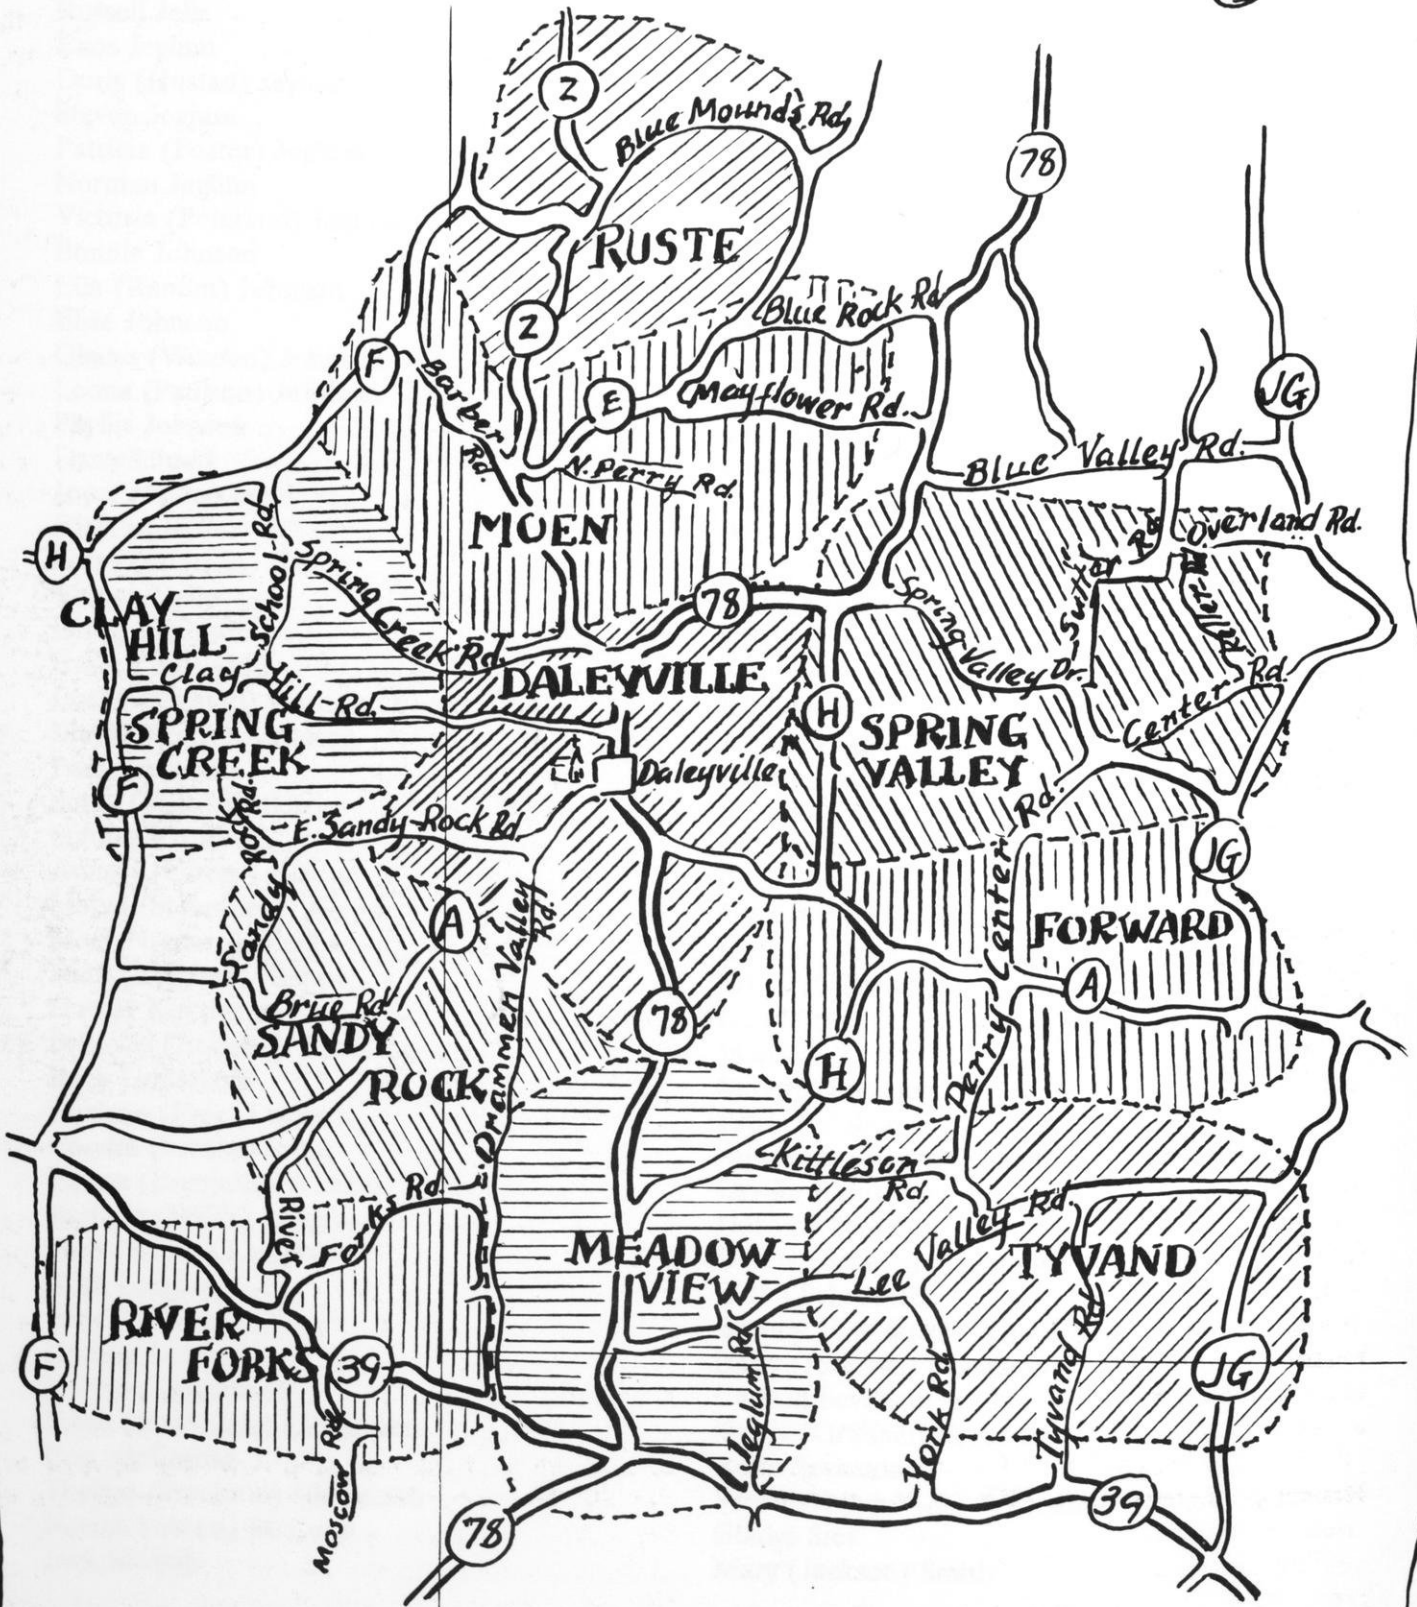 Z
Blue Mounds Rd.
78
RUSTE
Z
Blue Rock Rd
F
Barber
Rd.
E
Mayflower Rd.
JG
Blue Valley Rd.
N. Perry Rd.
MOEN
Overland Rd.
H
School Rd.
Spring Creek Rd.
78
Sutter Rd
Spring Valley Dr.
CLAY
HILL
Clay Hill Rd.
DALEYVILLE
Center Rd.
H
SPRING
CREEK
SPRING
VALLEY
Daleyville
F
Sandy Rock Rd.
E. Sandy Rock Rd.
JG
A
Drammen Valley
Rd.
Perry Center Rd.
FORWARD
A
Brue Rd
SANDY
ROCK
78
H
Kittleson
Rd.
River
Forks Rd.
Lee Valley Rd
MEADOW
VIEW
TYVAND
RIVER
FORKS
F
39
JG
York Rd
Tyvand Rd
Moscow Rd.
78
39